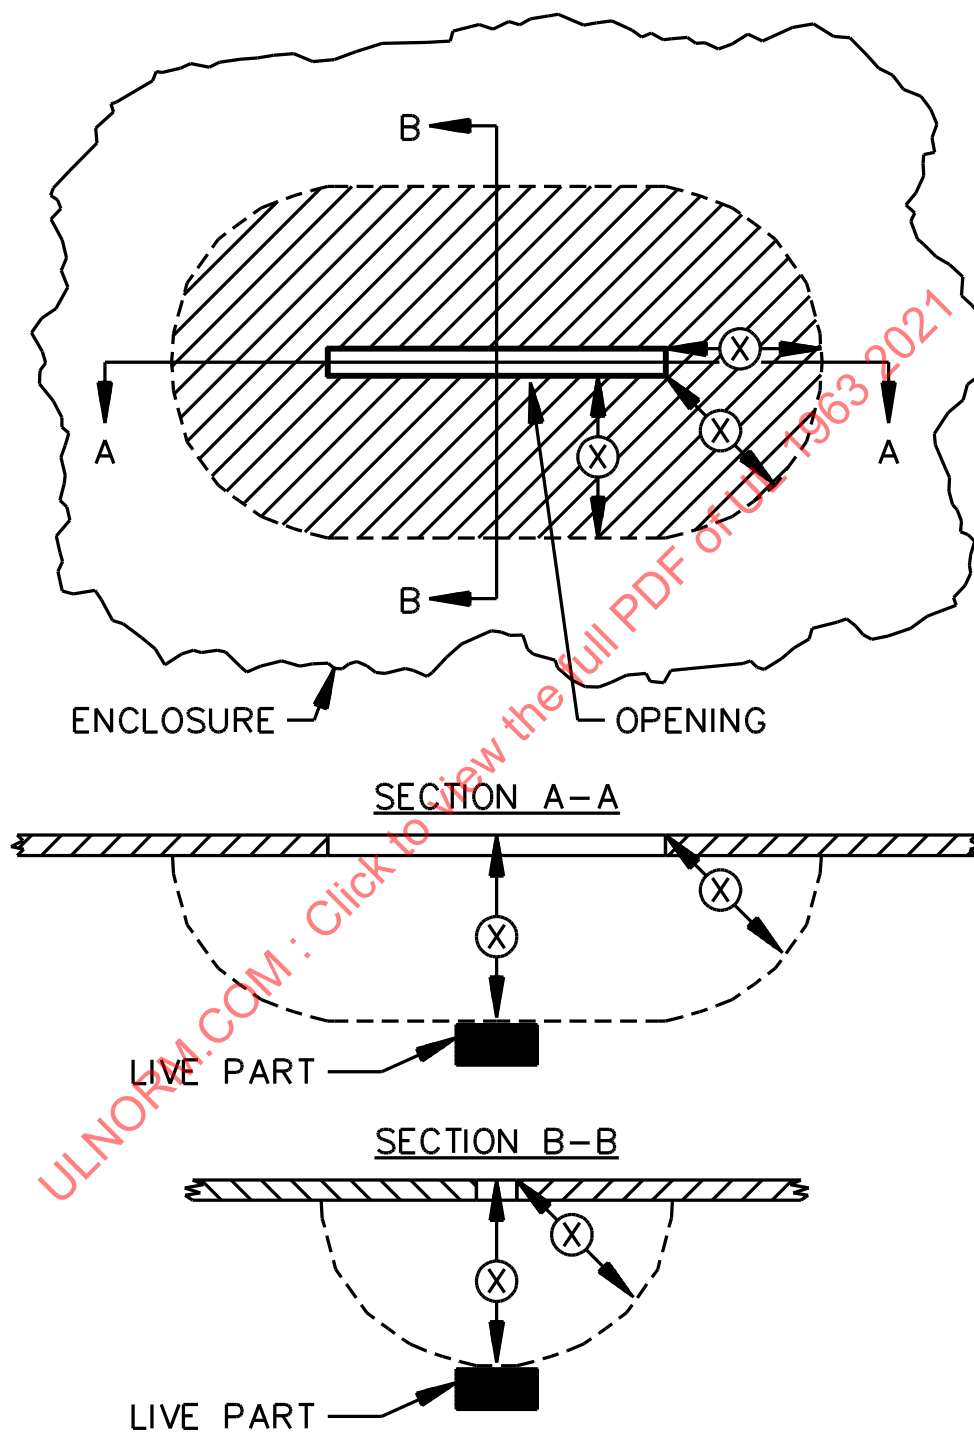 B
X
X
X
A
A
B
ENCLOSURE
OPENING
SECTION A-A
X
X
LIVE PART
SECTION B-B
X
X
LIVE PART
ULNORM.COM : Click to view the full PDF of UL 1963 2021